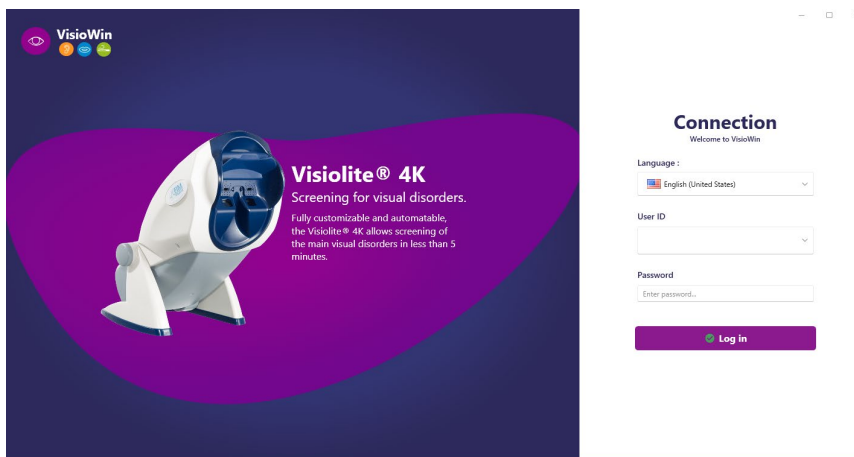 VisioWin
Visiolite® 4K
Screening for visual disorders.
Fully customizable and automatable,
the Visiolite® 4K allows screening of
the main visual disorders in less than 5
minutes.
Connection
Welcome to VisioWin
Language :
English (United States)
User ID
Password
Enter password...
Log in